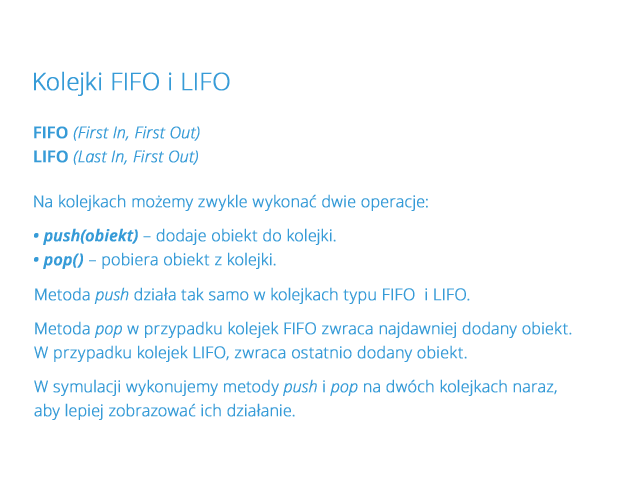 Kolejki FIFO i LIFO
FIFO (First In, First Out)
LIFO (Last In, First Out)
Na kolejkach możemy zwykle wykonać dwie operacje:
• push(obiekt) – dodaje obiekt do kolejki.
• pop() – pobiera obiekt z kolejki.
Metoda push działa tak samo w kolejkach typu FIFO i LIFO.
Metoda pop w przypadku kolejek FIFO zwraca najdawniej dodany obiekt.
W przypadku kolejek LIFO, zwraca ostatnio dodany obiekt.
W symulacji wykonujemy metody push i pop na dwóch kolejkach naraz,
aby lepiej zobrazować ich działanie.